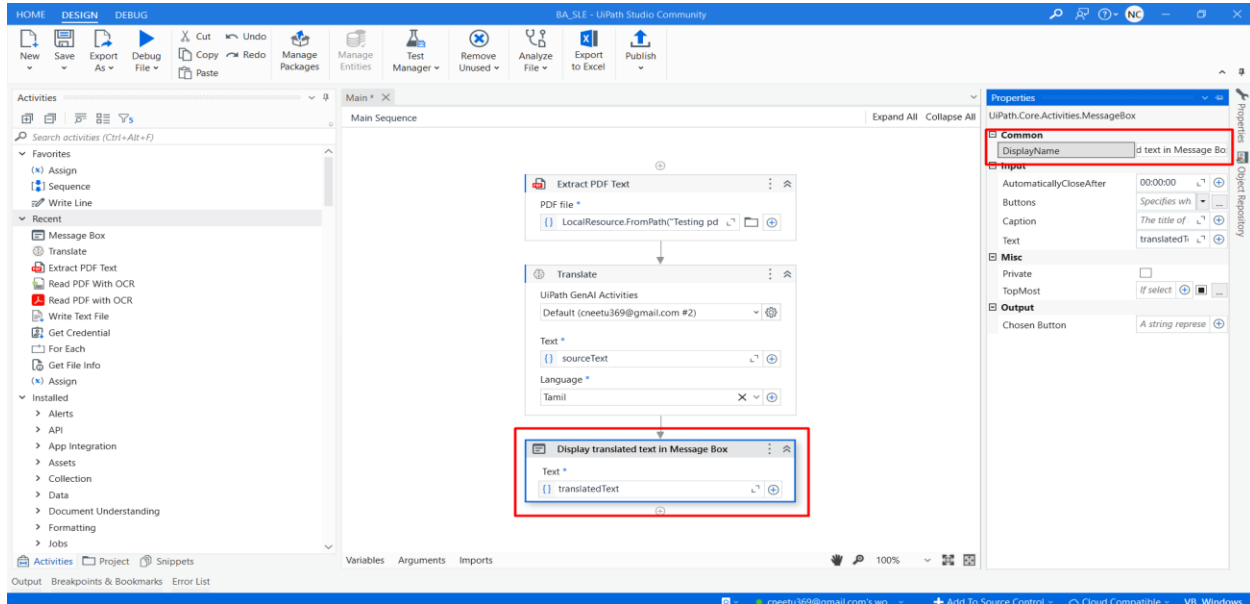 HOME DESIGN DEBUG BA_SLE - UiPath Studio Community NC
New Save Export As Debug File Cut Copy Paste Undo Redo Manage Packages Manage Entities Test Manager Remove Unused Analyze File Export to Excel Publish
Activities
Search activities (Ctrl+Alt+F)
Favorites
Assign
Sequence
Write Line
Recent
Message Box
Translate
Extract PDF Text
Read PDF With OCR
Read PDF with OCR
Write Text File
Get Credential
For Each
Get File Info
Assign
Installed
Alerts
API
App Integration
Assets
Collection
Data
Document Understanding
Formatting
Jobs
Activities Project Snippets
Main *
Main Sequence Expand All Collapse All
Extract PDF Text
PDF file *
LocalResource.FromPath("Testing pd
Translate
UiPath GenAI Activities
Default (cneetu369@gmail.com #2)
Text *
{} sourceText
Language *
Tamil
Display translated text in Message Box
Text *
{} translatedText
Variables Arguments Imports 100%
Properties
UiPath.Core.Activities.MessageBox
Common
DisplayName d text in Message Bo
Input
AutomaticallyCloseAfter 00:00:00
Buttons Specifies wh ...
Caption The title of
Text translatedT
Misc
Private
TopMost If select ...
Output
Chosen Button A string represe
Properties
Object Repository
Output Breakpoints & Bookmarks Error List
cneetu369@gmail.com's wo Add To Source Control Cloud Compatible VB Windows